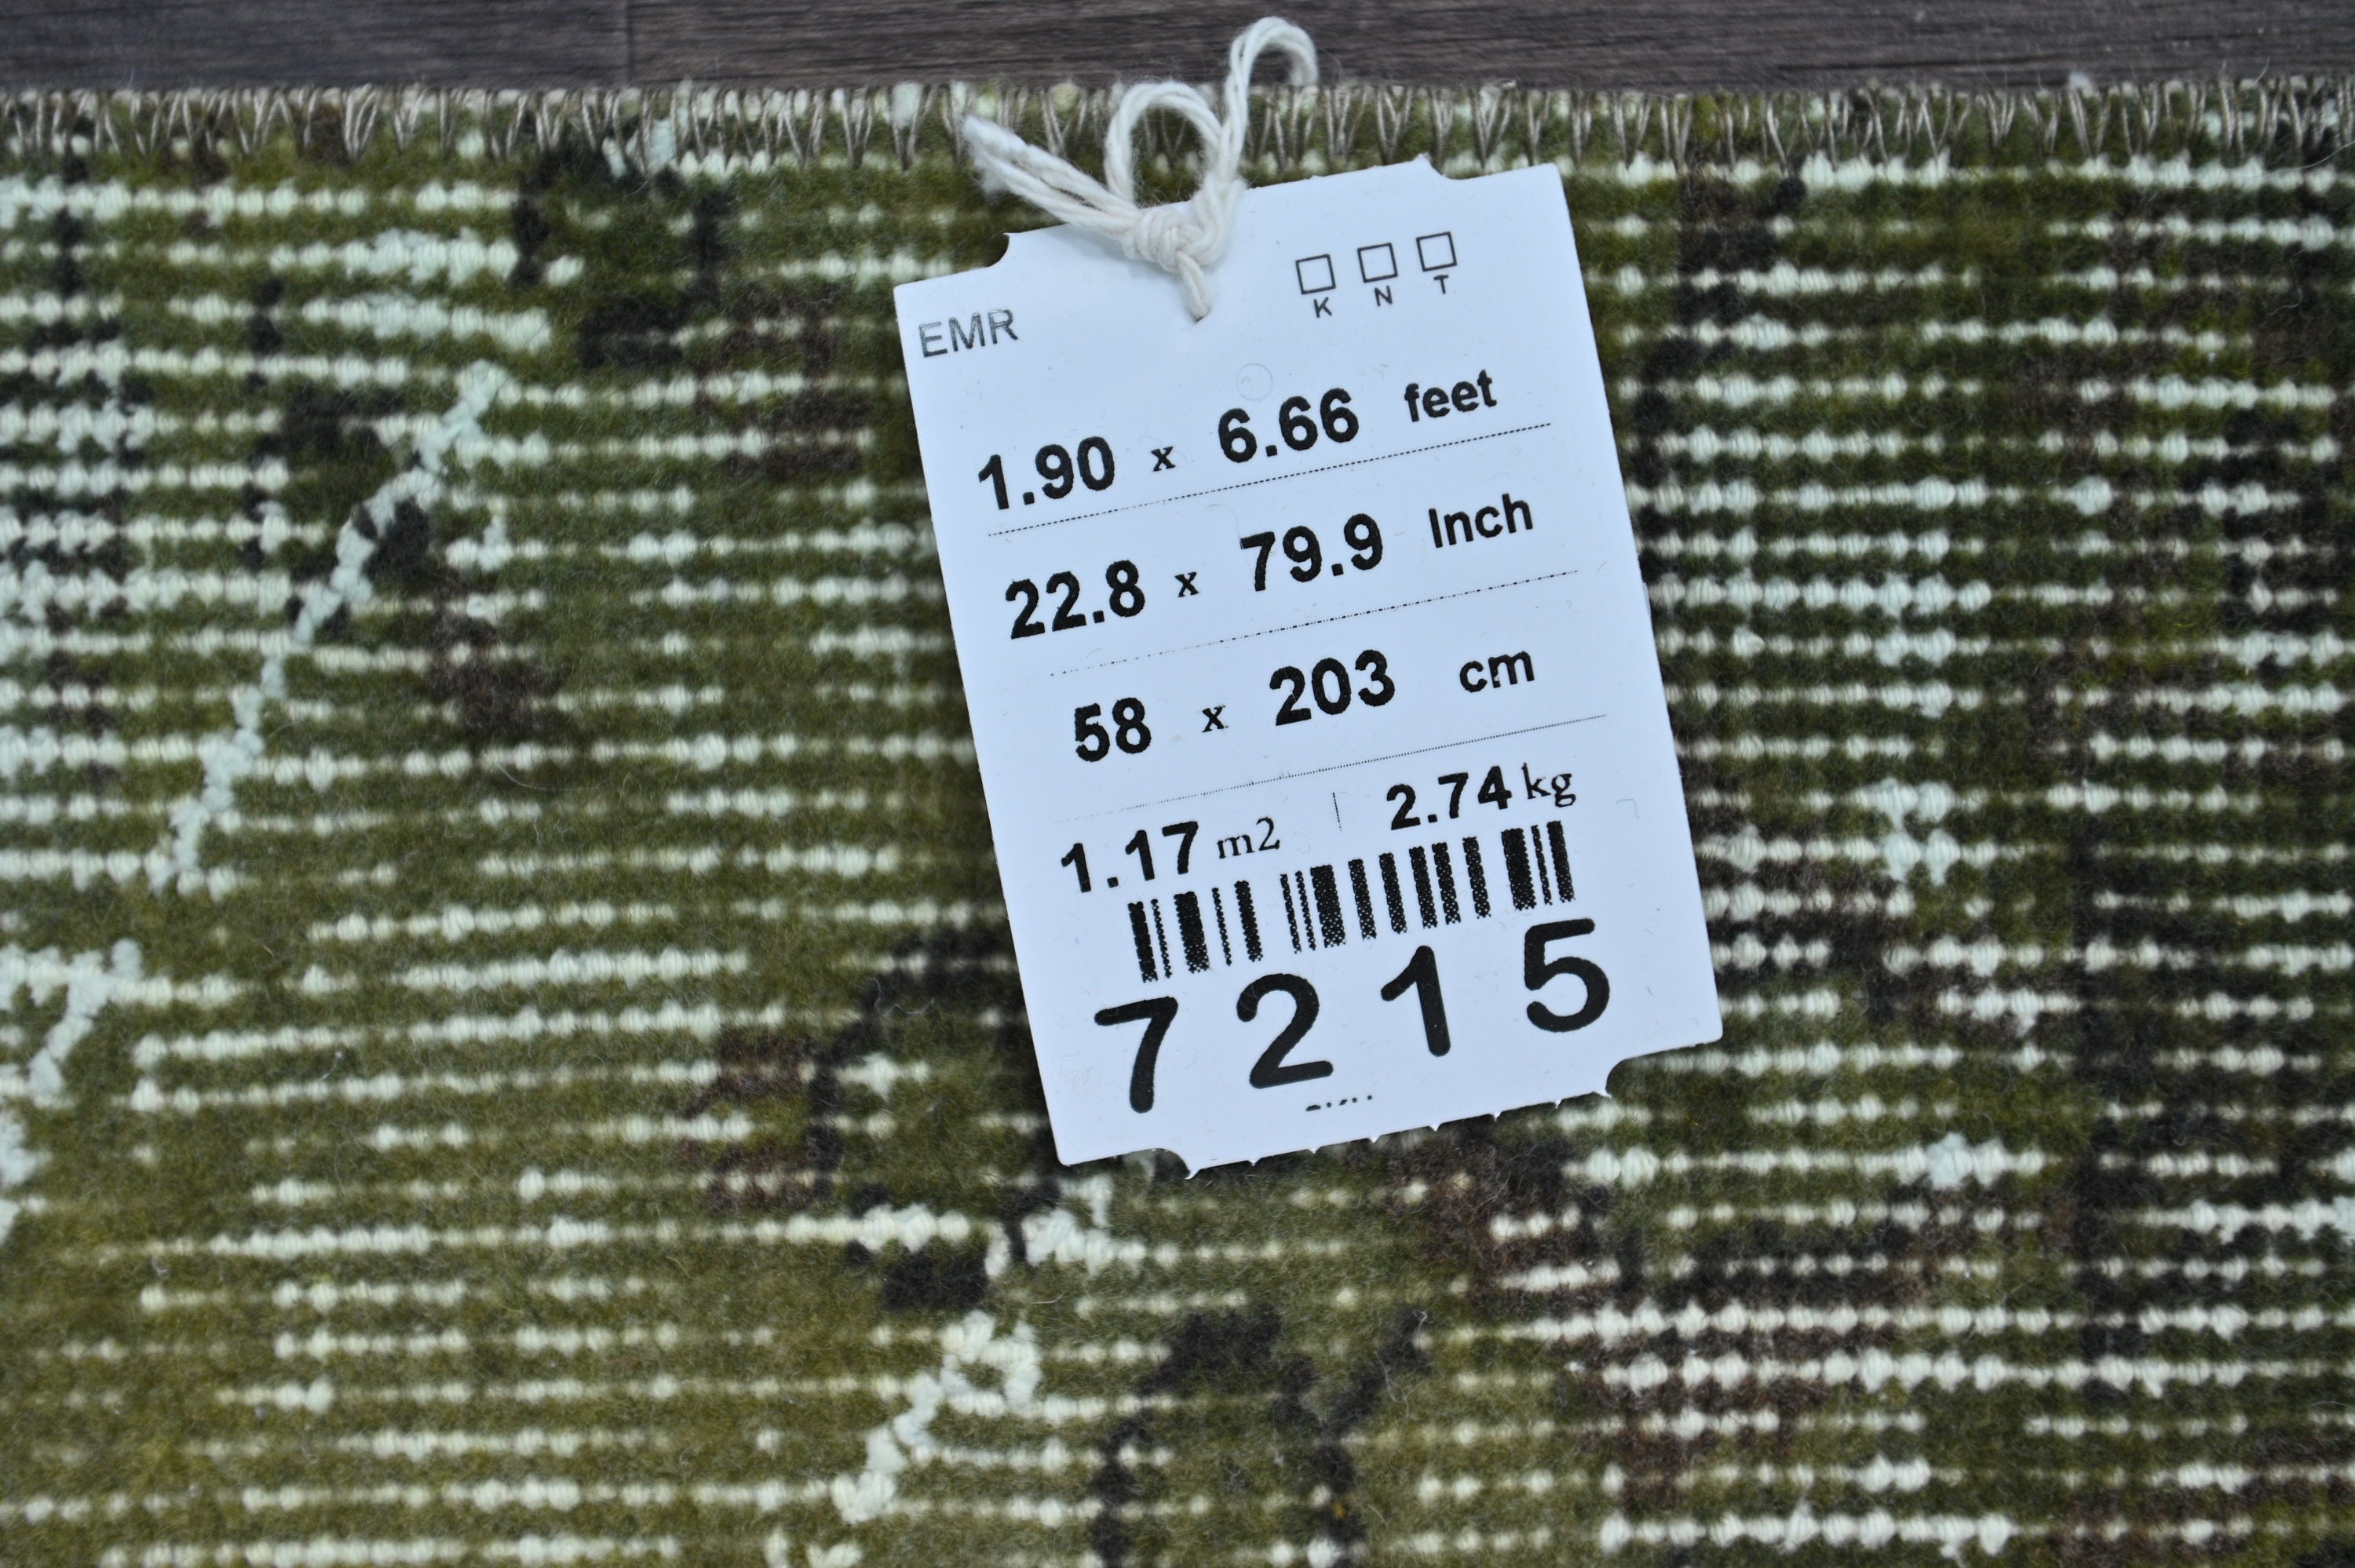 EMR
K N T
1.90 x 6.66 feet
22.8 x 79.9 Inch
58 x 203 cm
1.17 m2 | 2.74 kg
7215